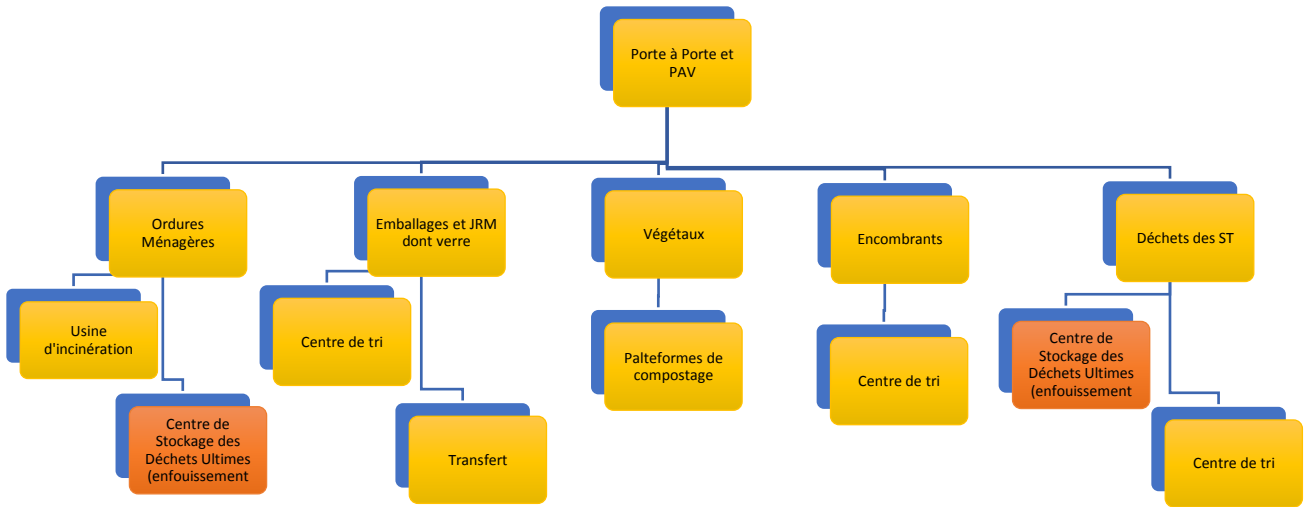 Porte à Porte et
PAV
Ordures
Ménagères
Emballages et JRM
dont verre
Végétaux
Encombrants
Déchets des ST
Usine
d'incinération
Centre de
Stockage des
Déchets Ultimes
(enfouissement
Centre de tri
Transfert
Palteformes de
compostage
Centre de tri
Centre de
Stockage des
Déchets Ultimes
(enfouissement
Centre de tri